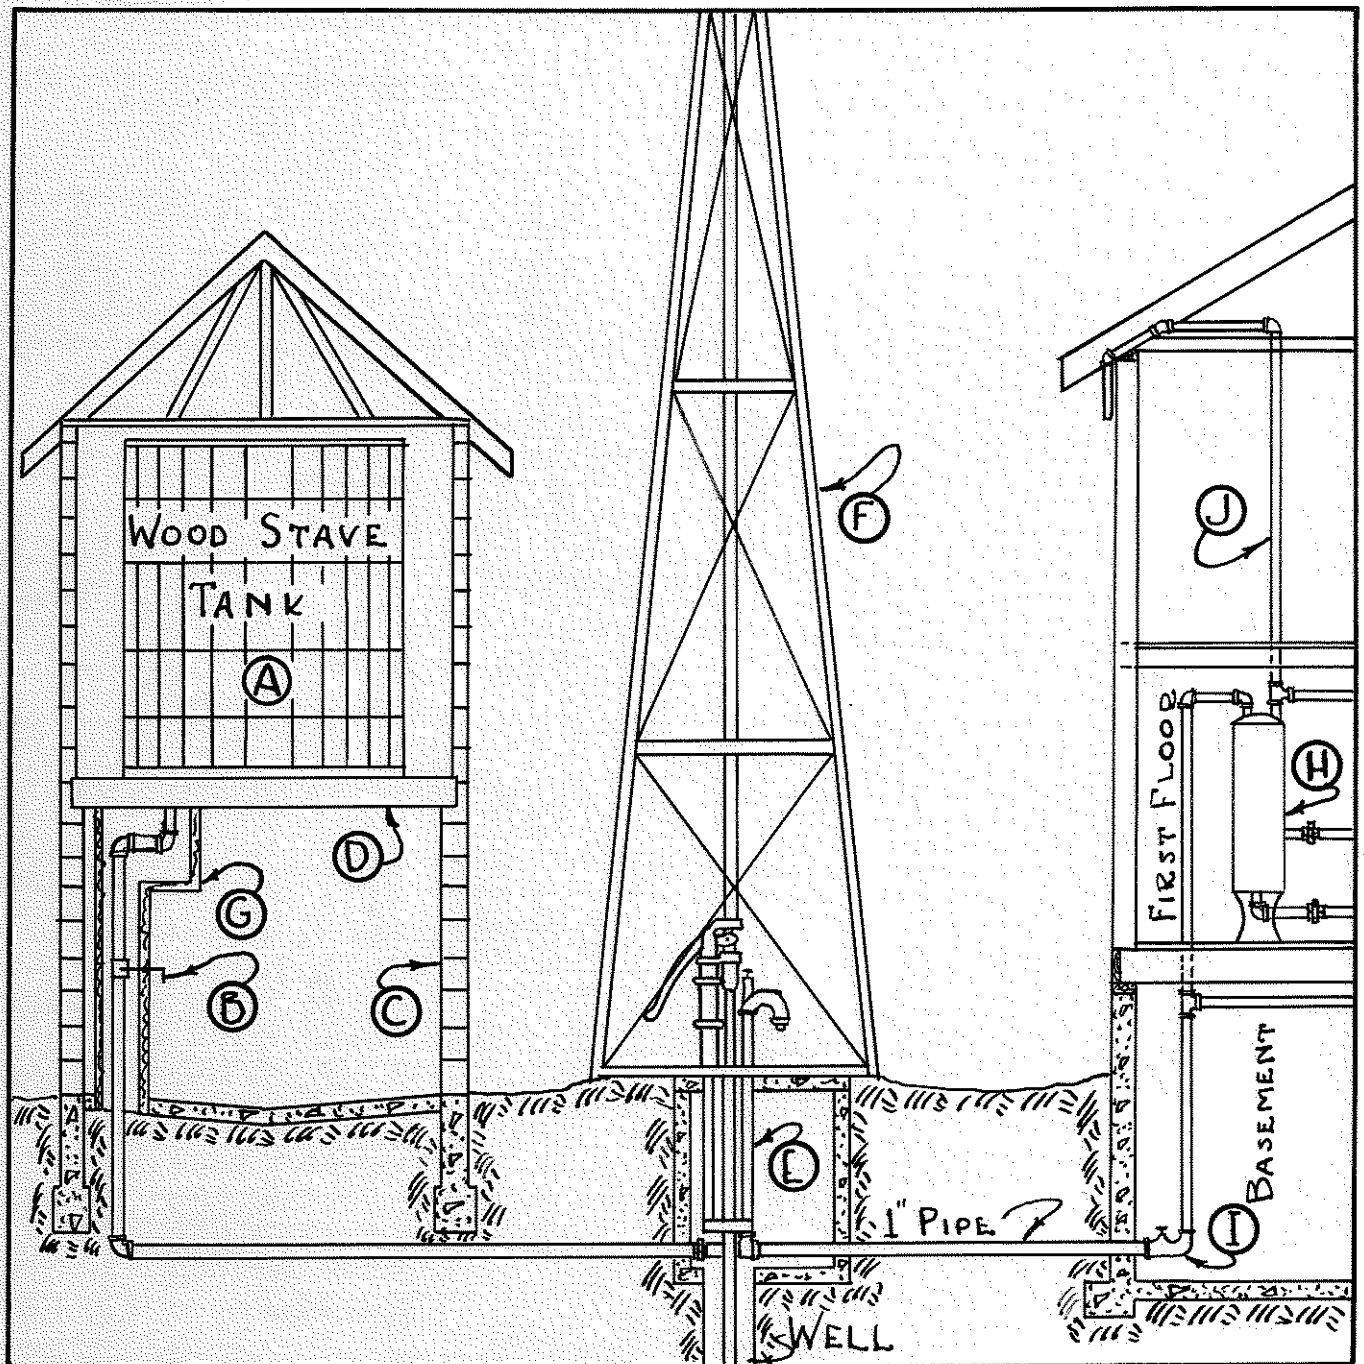 WOOD STAVE
TANK
A
F
J
H
FIRST FLOOR
D
G
B
C
E
1" PIPE
BASEMENT
I
WELL